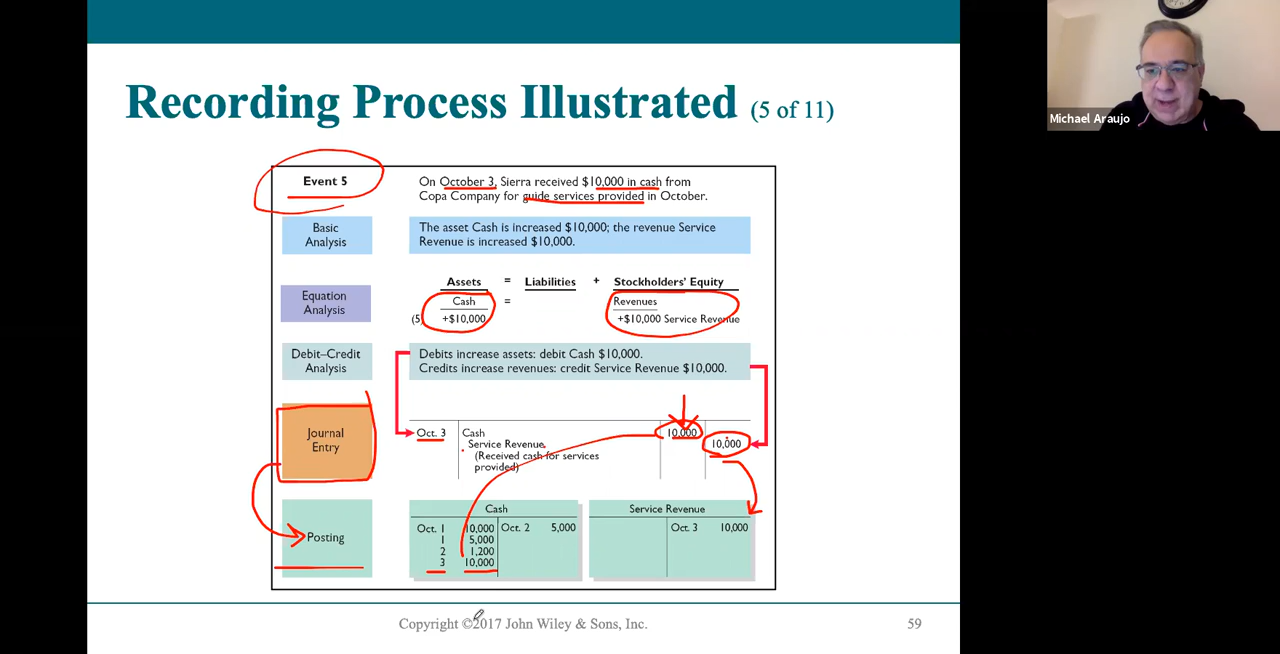 Recording Process Illustrated (5 of 11)
Michael Araujo
Event 5
On October 3, Sierra received $10,000 in cash from
Copa Company for guide services provided in October.
Basic
Analysis
The asset Cash is increased $10,000; the revenue Service
Revenue is increased $10,000.
Equation
Analysis
Assets = Liabilities + Stockholders' Equity
Cash = Revenues
(5) +$10,000 +$10,000 Service Revenue
Debit–Credit
Analysis
Debits increase assets: debit Cash $10,000.
Credits increase revenues: credit Service Revenue $10,000.
Journal
Entry
Oct. 3 Cash 10,000
Service Revenue 10,000
(Received cash for services
provided)
Posting
Cash
Oct. 1 10,000 Oct. 2 5,000
1 5,000
2 1,200
3 10,000
Service Revenue
Oct. 3 10,000
Copyright ©2017 John Wiley & Sons, Inc.
59